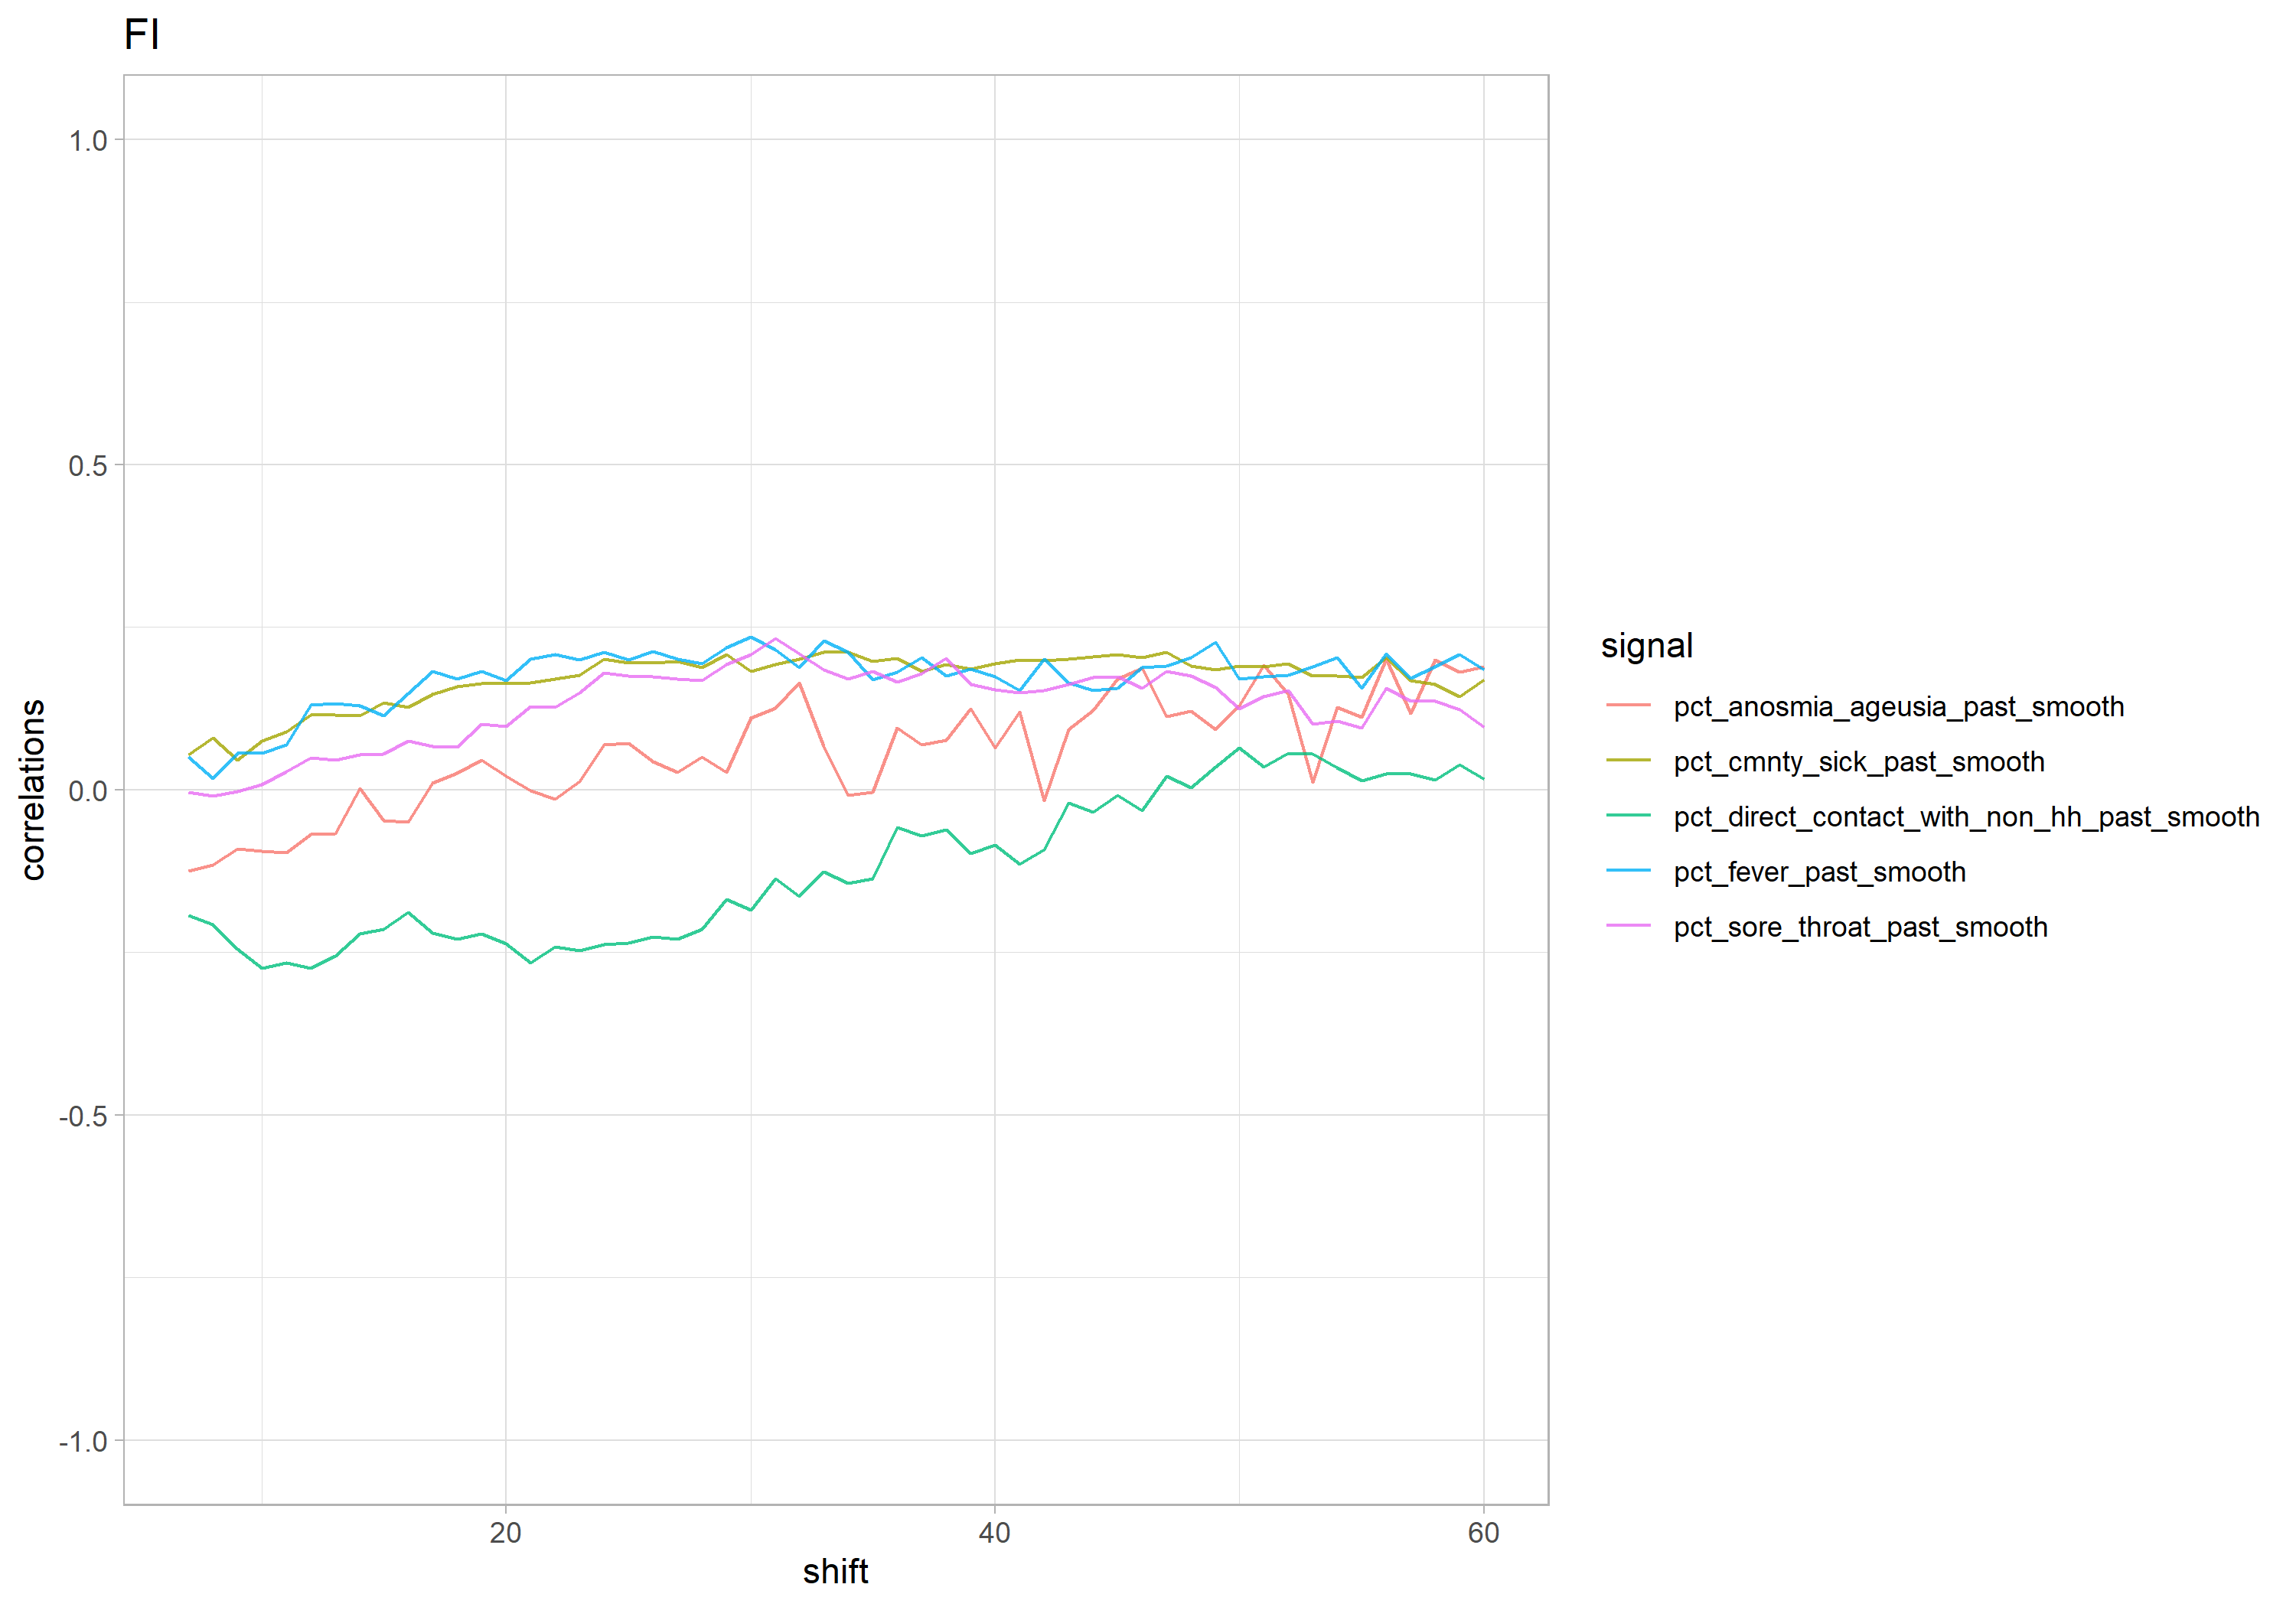 FI
1.0
0.5
0.0
-0.5
-1.0
correlations
20 40 60
shift
signal
pct_anosmia_ageusia_past_smooth
pct_cmnty_sick_past_smooth
pct_direct_contact_with_non_hh_past_smooth
pct_fever_past_smooth
pct_sore_throat_past_smooth